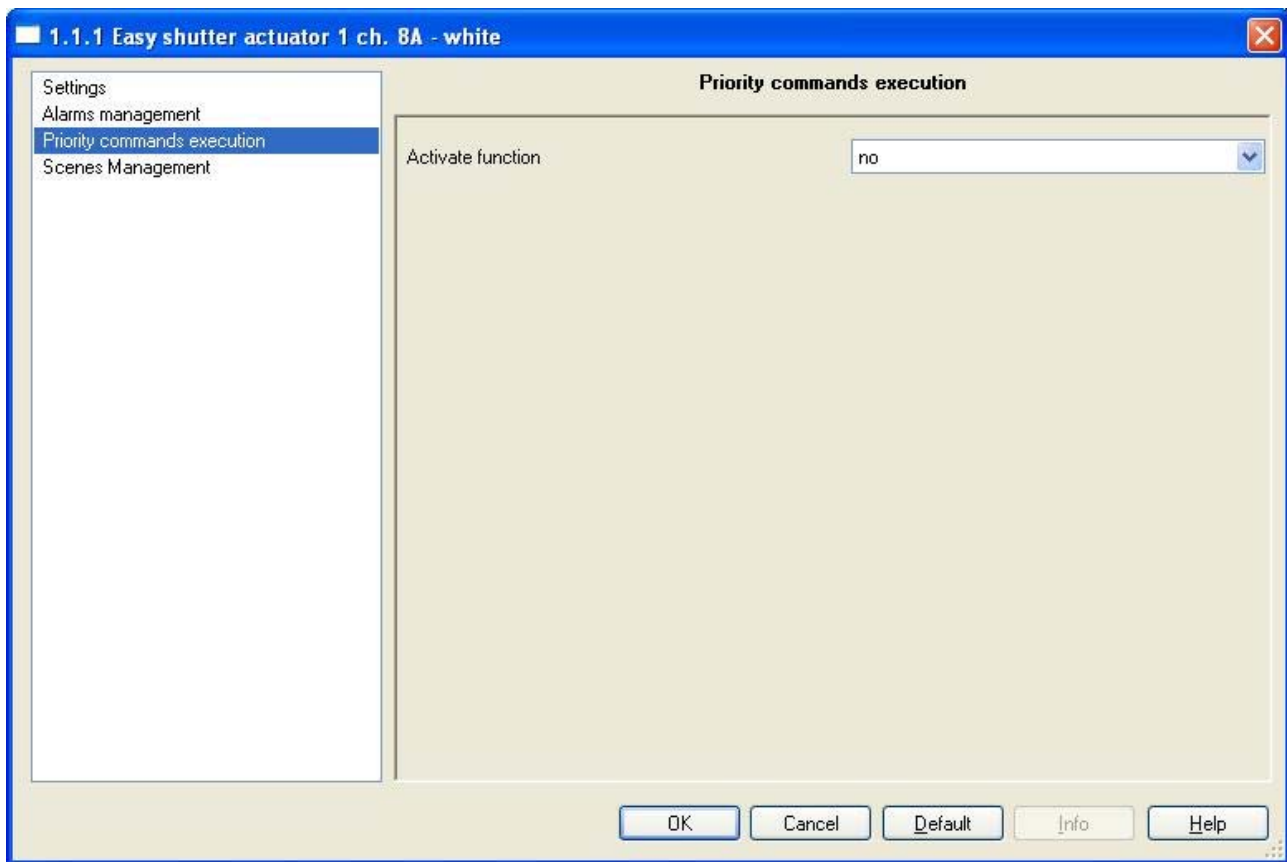 1.1.1 Easy shutter actuator 1 ch. 8A - white
Settings
Alarms management
Priority commands execution
Scenes Management
Priority commands execution
Activate function
no
OK
Cancel
Default
Info
Help